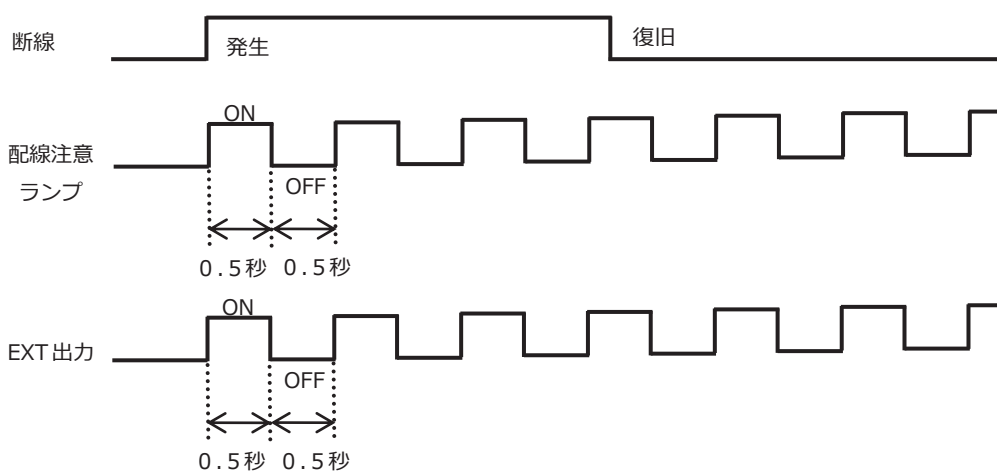 断線
発生
復旧
配線注意
ランプ
ON
OFF
0.5秒 0.5秒
EXT出力
ON
OFF
0.5秒 0.5秒